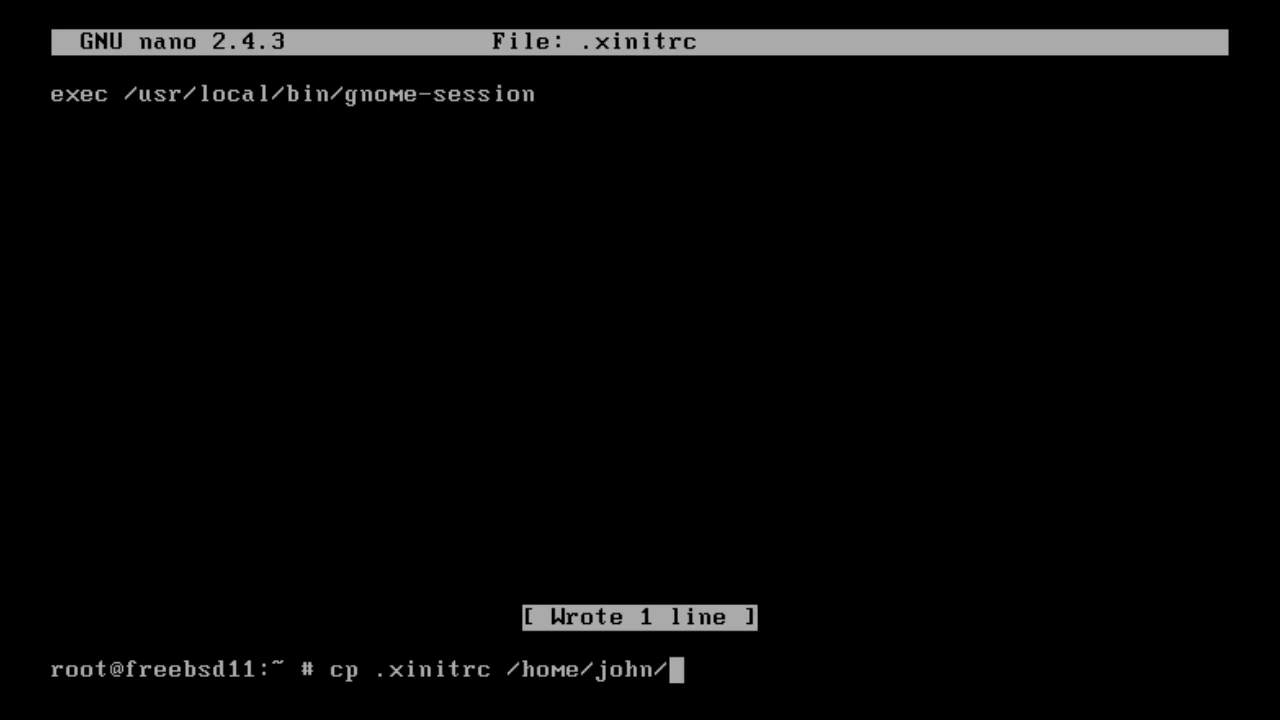 GNU nano 2.4.3 File: .xinitrc
exec /usr/local/bin/gnome-session
[ Wrote 1 line ]
root@freebsd11:~ # cp .xinitrc /home/john/